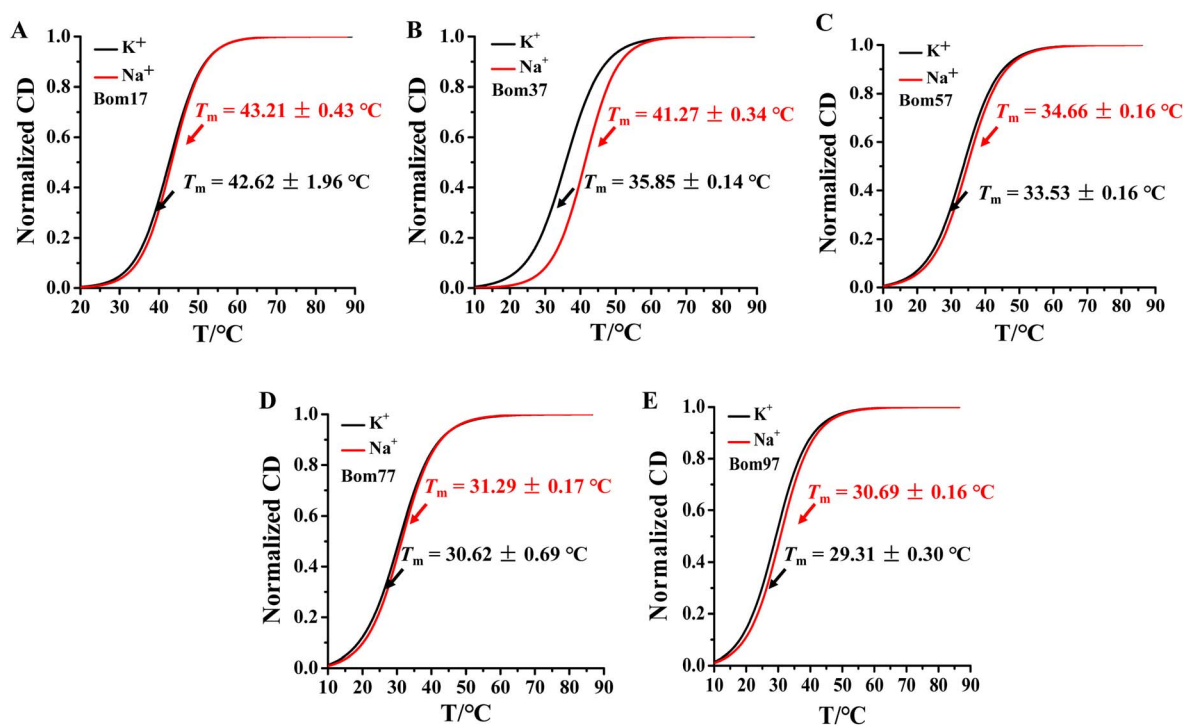 A
K+
Na+
Bom17
Tm = 43.21 ± 0.43 °C
Tm = 42.62 ± 1.96 °C
Normalized CD
1.0
0.8
0.6
0.4
0.2
0.0
20 30 40 50 60 70 80 90
T/°C
B
K+
Na+
Bom37
Tm = 41.27 ± 0.34 °C
Tm = 35.85 ± 0.14 °C
Normalized CD
1.0
0.8
0.6
0.4
0.2
0.0
10 20 30 40 50 60 70 80 90
T/°C
C
K+
Na+
Bom57
Tm = 34.66 ± 0.16 °C
Tm = 33.53 ± 0.16 °C
Normalized CD
1.0
0.8
0.6
0.4
0.2
0.0
10 20 30 40 50 60 70 80 90
T/°C
D
K+
Na+
Bom77
Tm = 31.29 ± 0.17 °C
Tm = 30.62 ± 0.69 °C
Normalized CD
1.0
0.8
0.6
0.4
0.2
0.0
10 20 30 40 50 60 70 80 90
T/°C
E
K+
Na+
Bom97
Tm = 30.69 ± 0.16 °C
Tm = 29.31 ± 0.30 °C
Normalized CD
1.0
0.8
0.6
0.4
0.2
0.0
10 20 30 40 50 60 70 80 90
T/°C